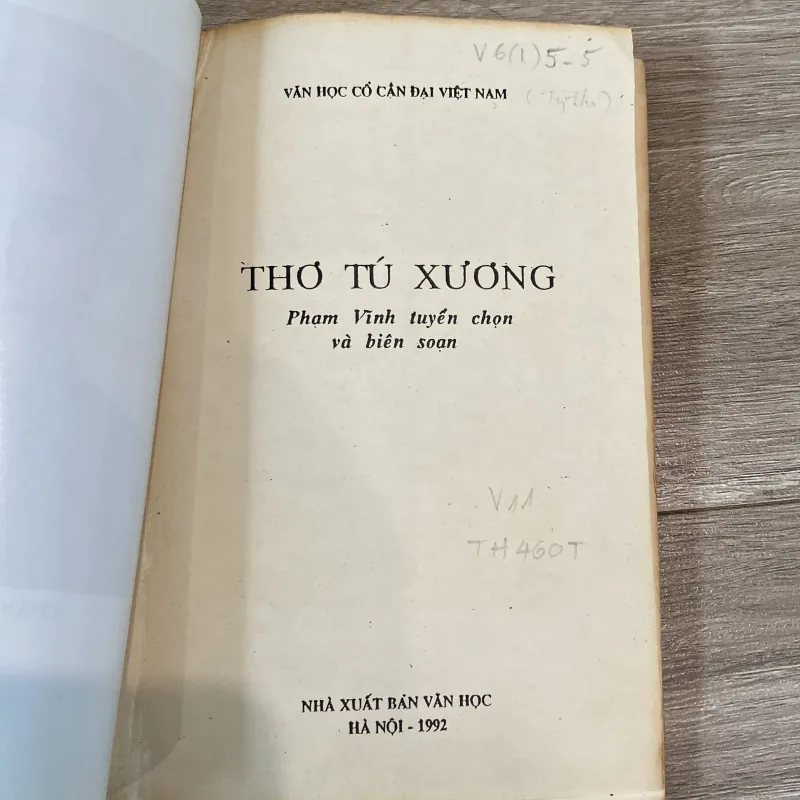 V6(1)5-5
VĂN HỌC CỔ CẬN ĐẠI VIỆT NAM
THƠ TÚ XƯƠNG
Phạm Vĩnh tuyển chọn
và biên soạn
V11
TH460T
NHÀ XUẤT BẢN VĂN HỌC
HÀ NỘI - 1992